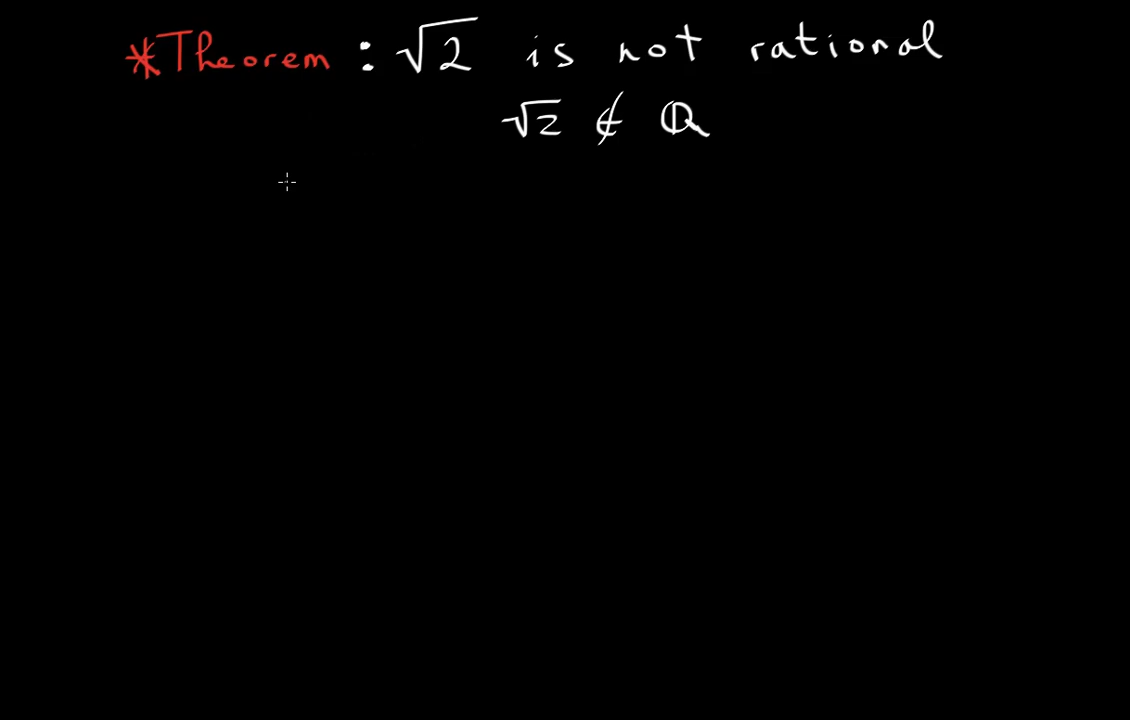 *Theorem : √2 is not rational
√2 ∉ ℚ